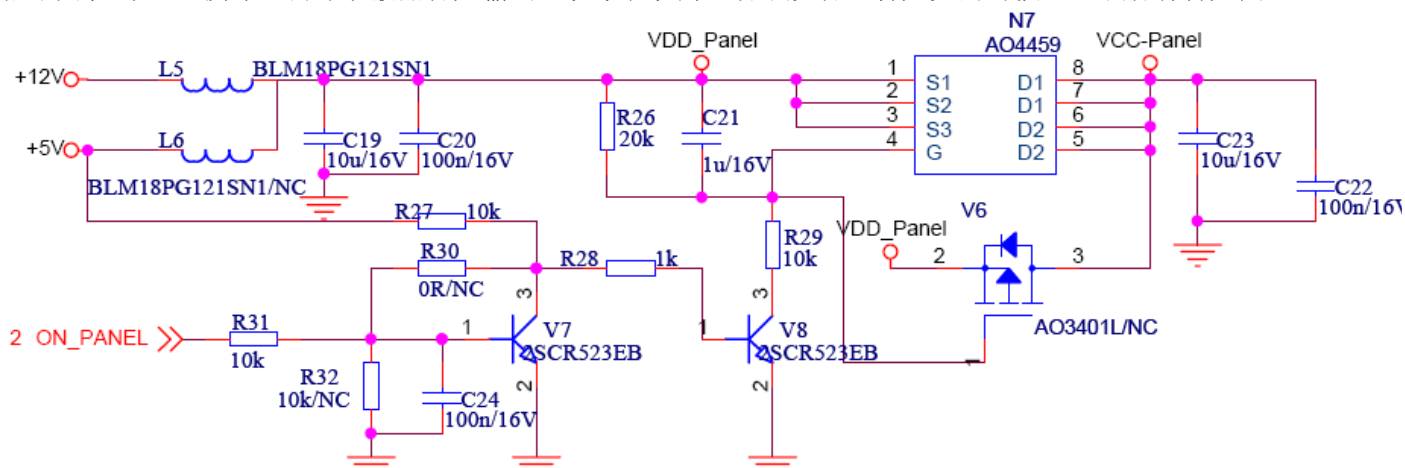 N7
AO4459
VDD_Panel
VCC-Panel
+12V
L5
BLM18PG121SN1
1
2
3
4
S1
S2
S3
G
D1
D1
D2
D2
8
7
6
5
R26
20k
C21
1u/16V
C19
10u/16V
C20
100n/16V
C23
10u/16V
C22
100n/16V
+5V
L6
BLM18PG121SN1/NC
R27
10k
R30
0R/NC
R28
1k
R29
10k
VDD_Panel
V6
2
3
1
AO3401L/NC
2 ON_PANEL
R31
10k
R32
10k/NC
C24
100n/16V
1
3
2
V7
2SCR523EB
1
3
2
V8
2SCR523EB